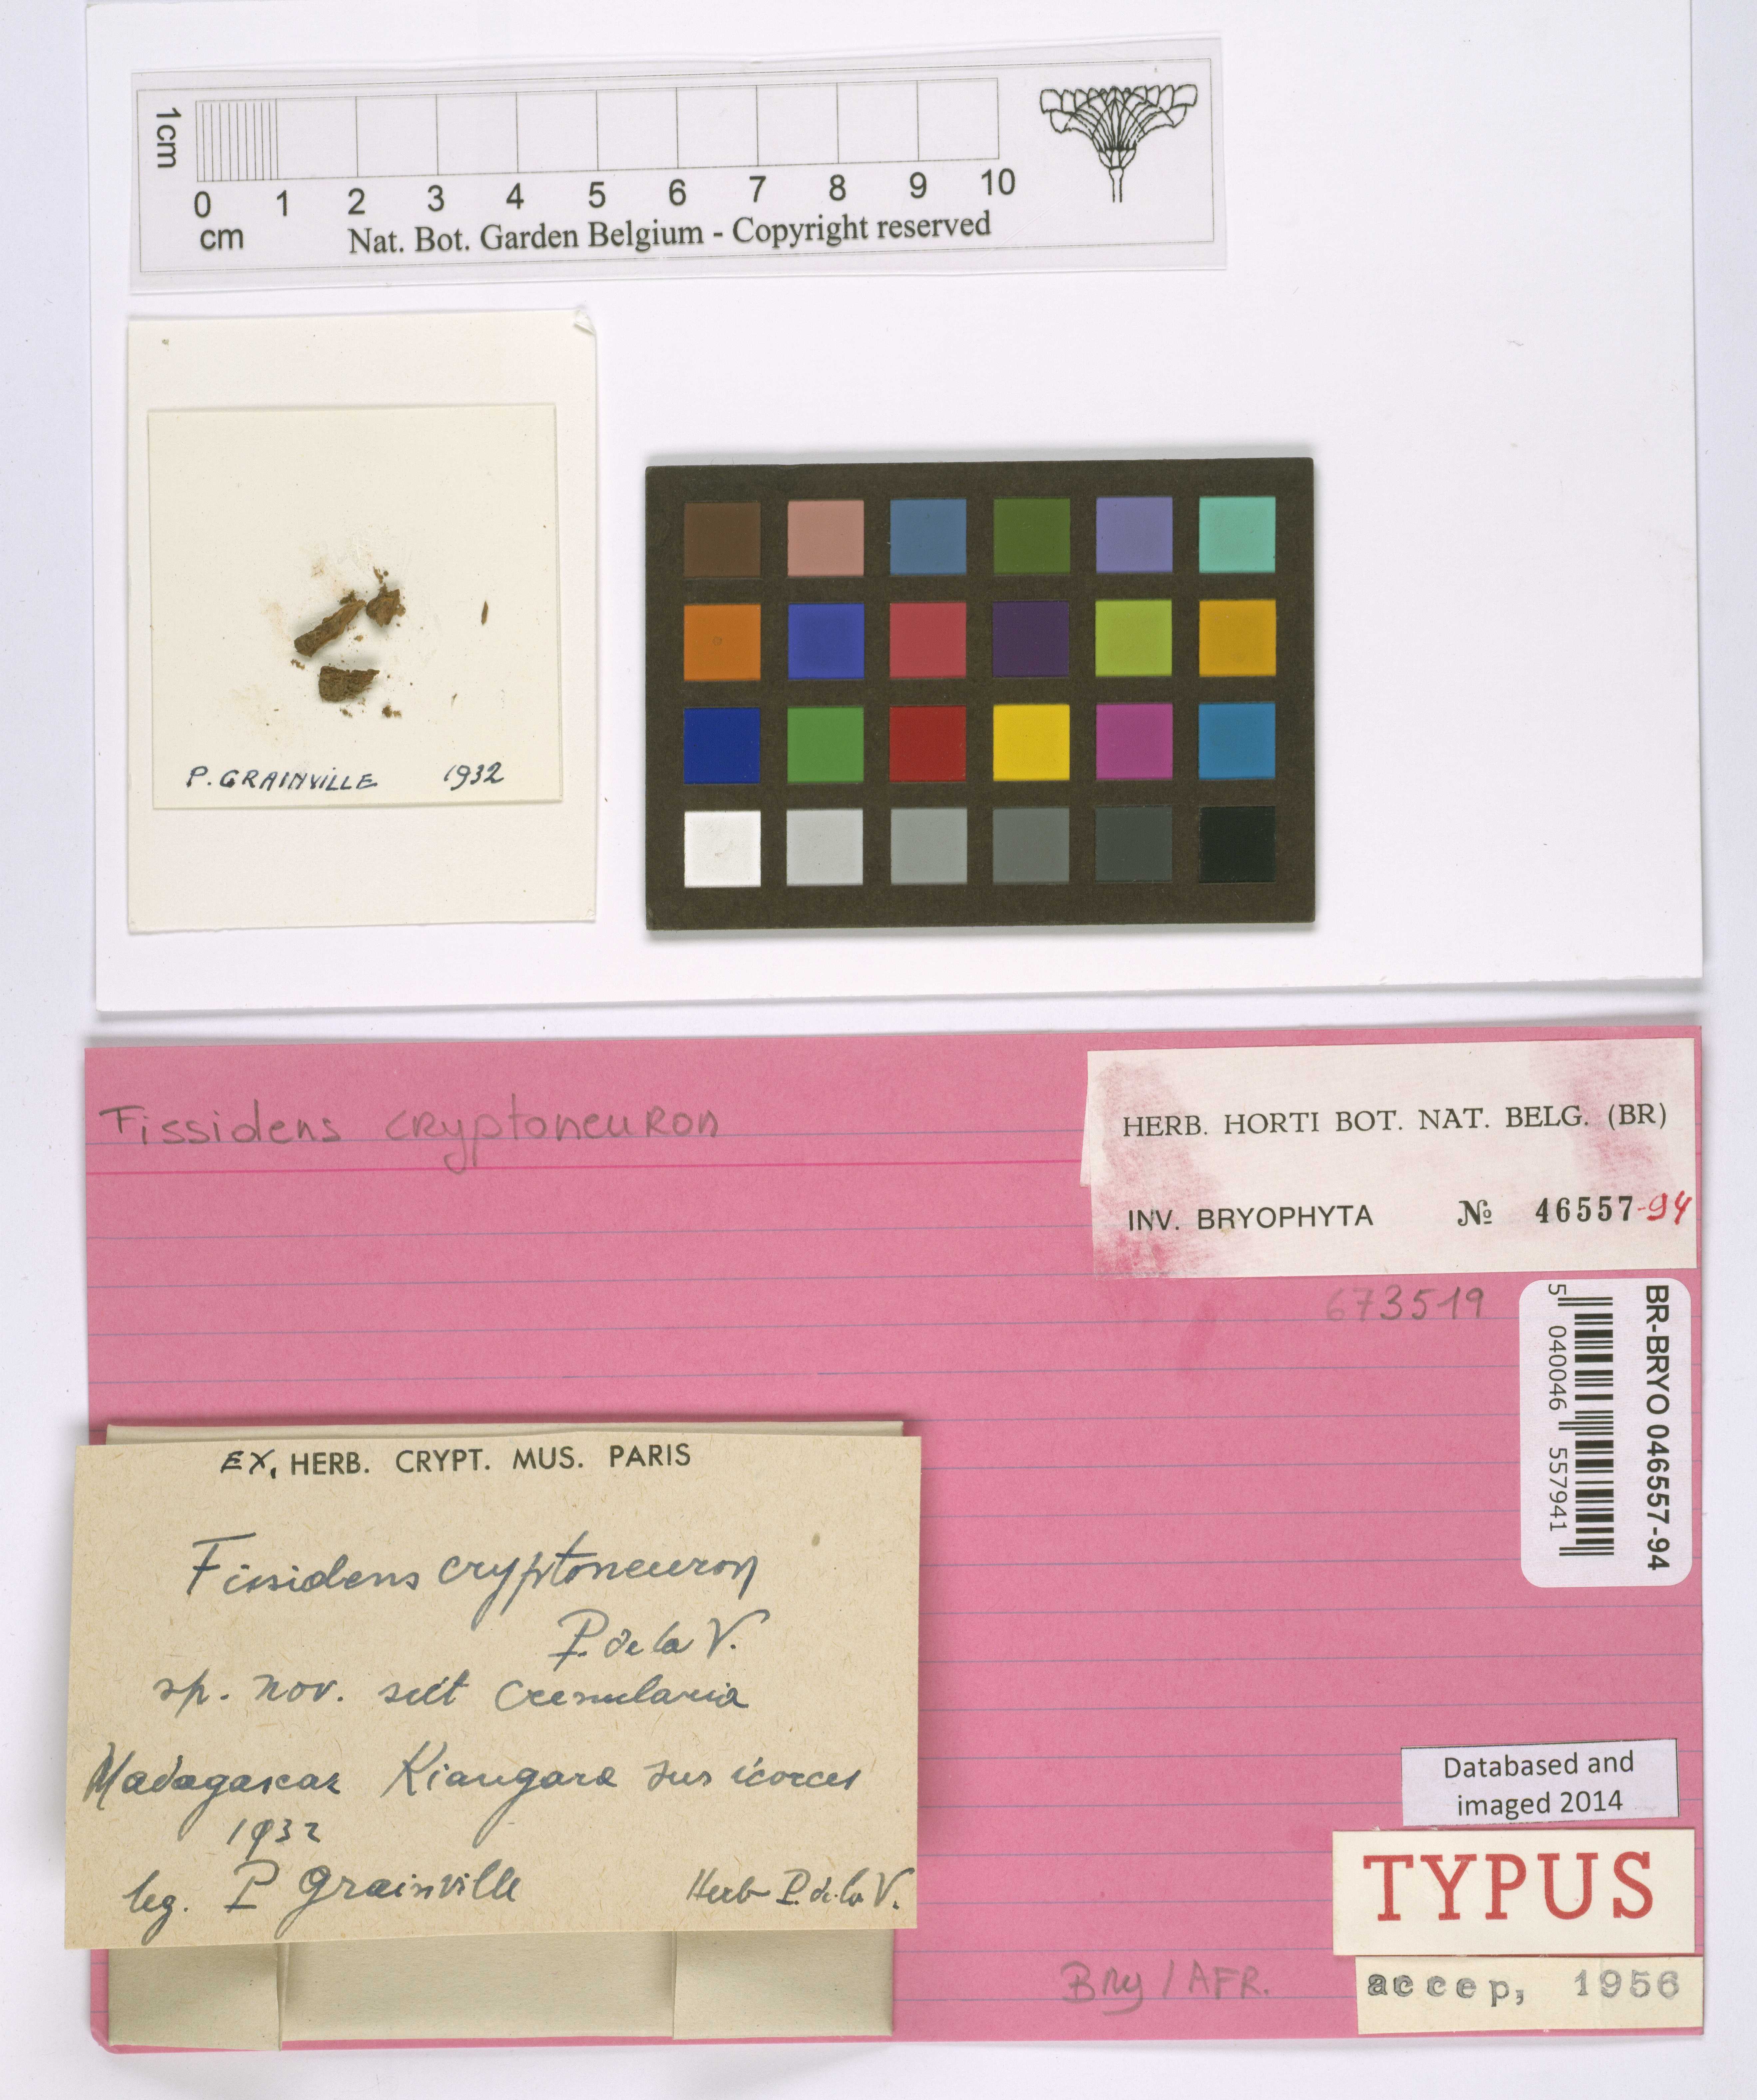 1cm
0 1 2 3 4 5 6 7 8 9 10
cm
Nat. Bot. Garden Belgium - Copyright reserved
P. GRAINVILLE 1932
Fissidens cryptoneuron
HERB. HORTI BOT. NAT. BELG. (BR)
INV. BRYOPHYTA № 46557-94
673519
BR-BRYO 046557-94
5 040046 557941
EX, HERB. CRYPT. MUS. PARIS
Fissidens cryptoneuron
P. de la V.
sp. nov. sect Crenularia
Madagascar Kiangara sur écorces
1932
leg. P Grainville Herb P. de la V.
Databased and
imaged 2014
TYPUS
accep, 1956
Bry / AFR.